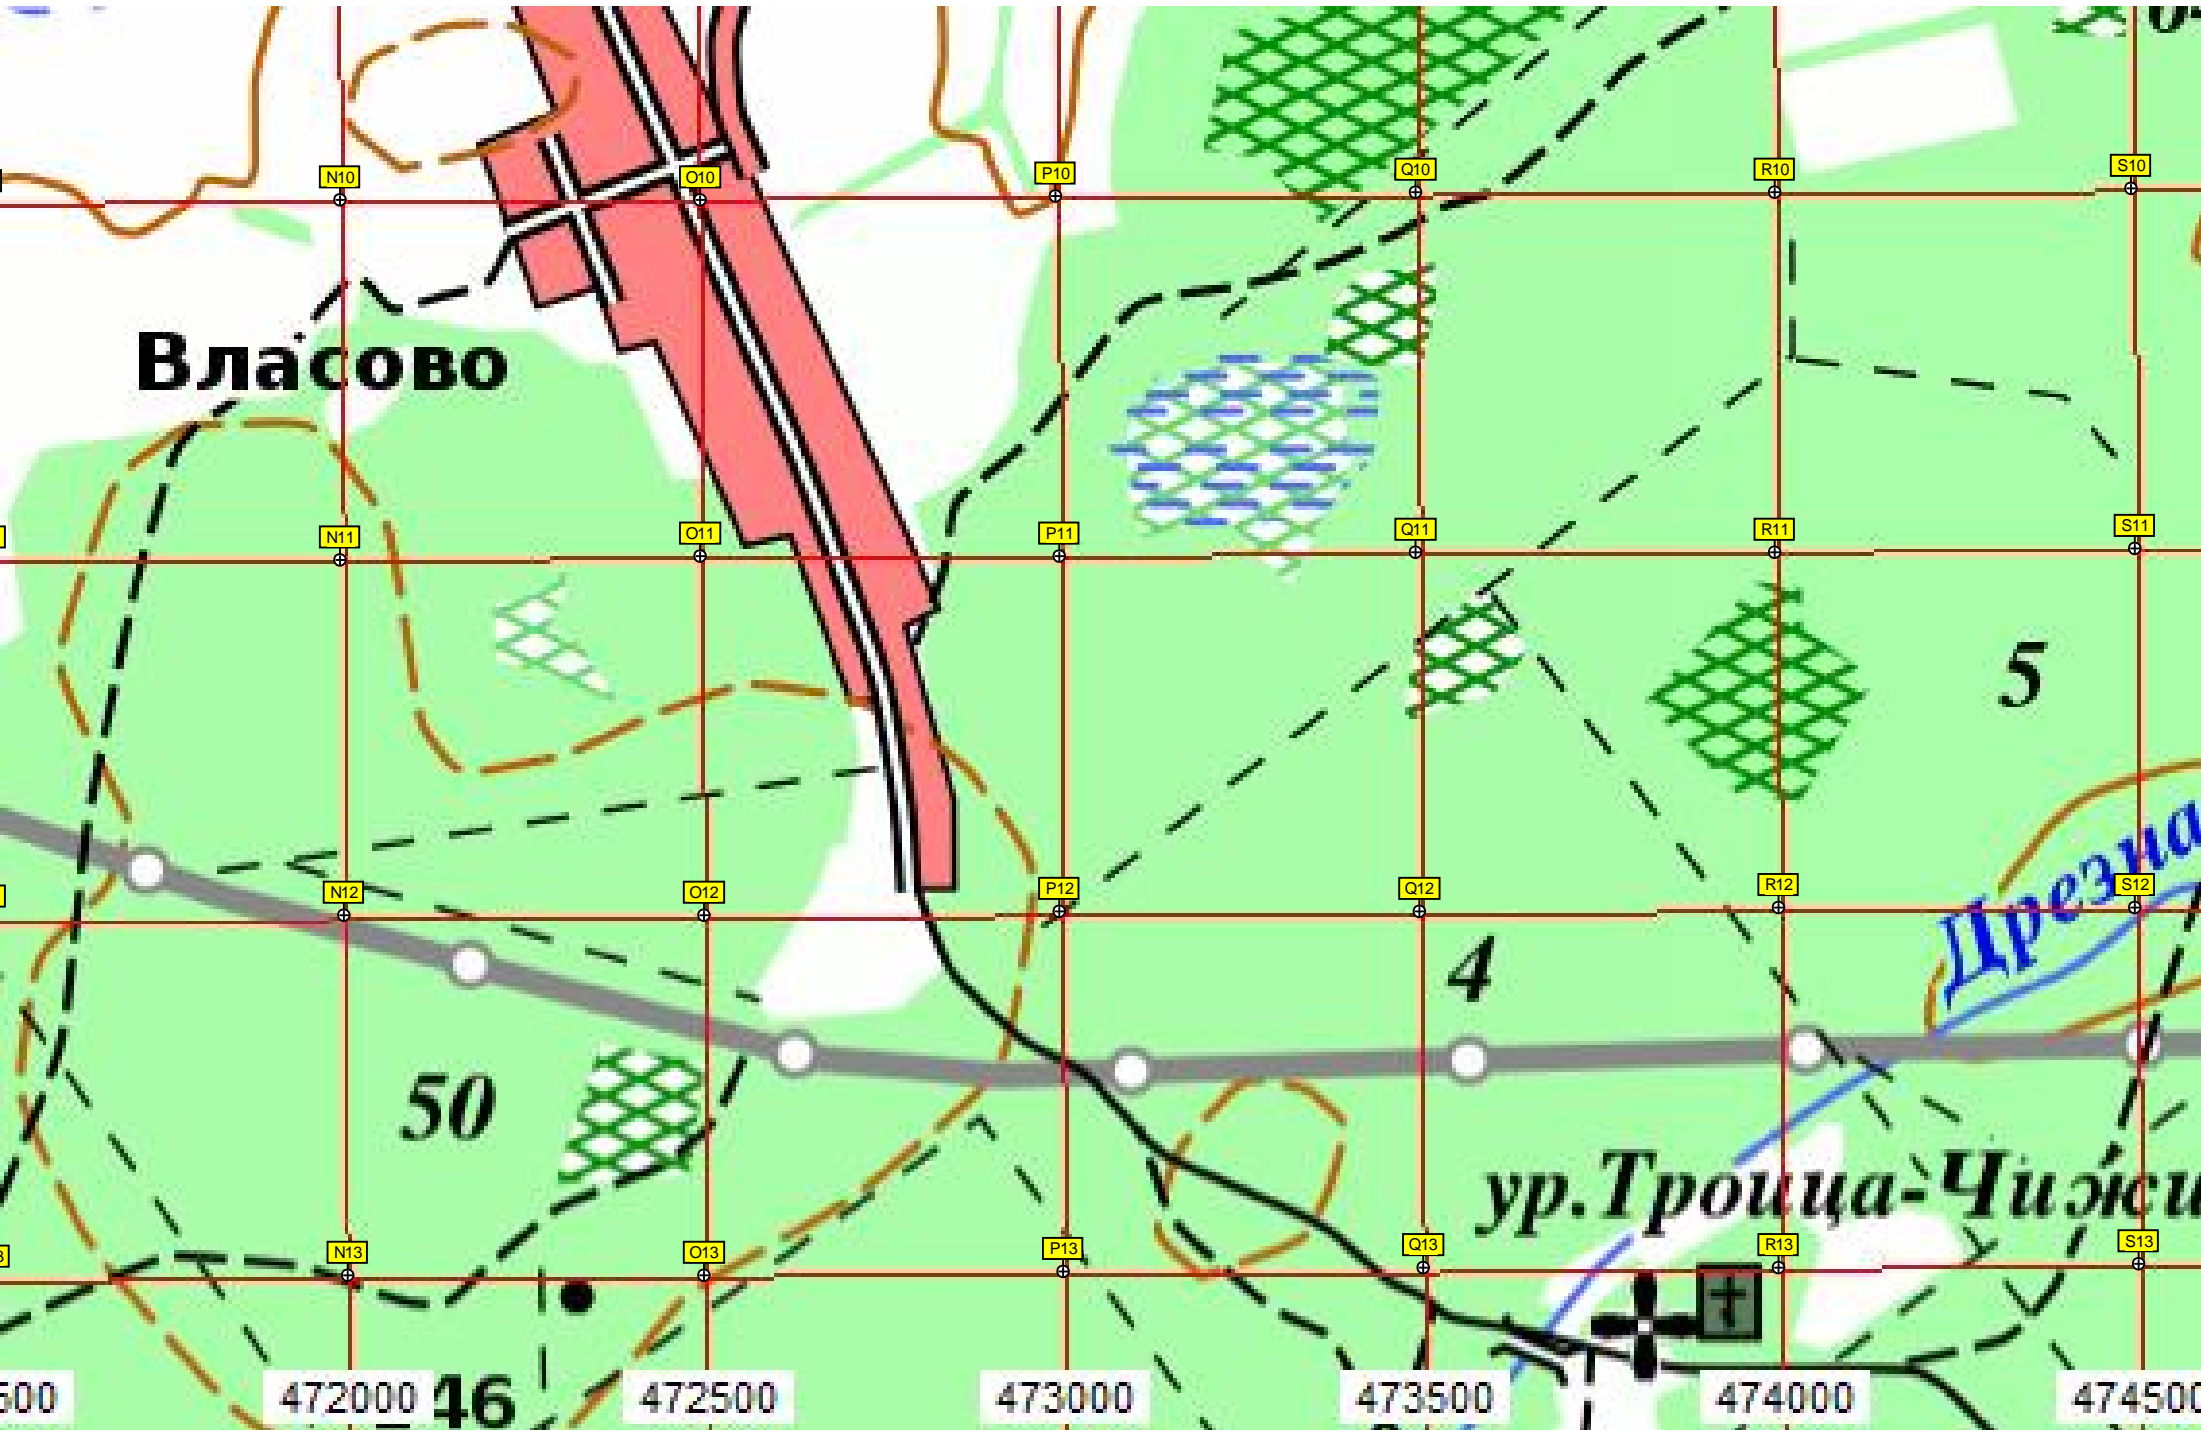 N10 O10 P10 Q10 R10 S10
Власово
N11 O11 P11 Q11 R11 S11
5
Дрезна
N12 O12 P12 Q12 R12 S12
4
50
ур.Троица-Чижи
N13 O13 P13 Q13 R13 S13
46
472000 472500 473000 473500 474000 474500